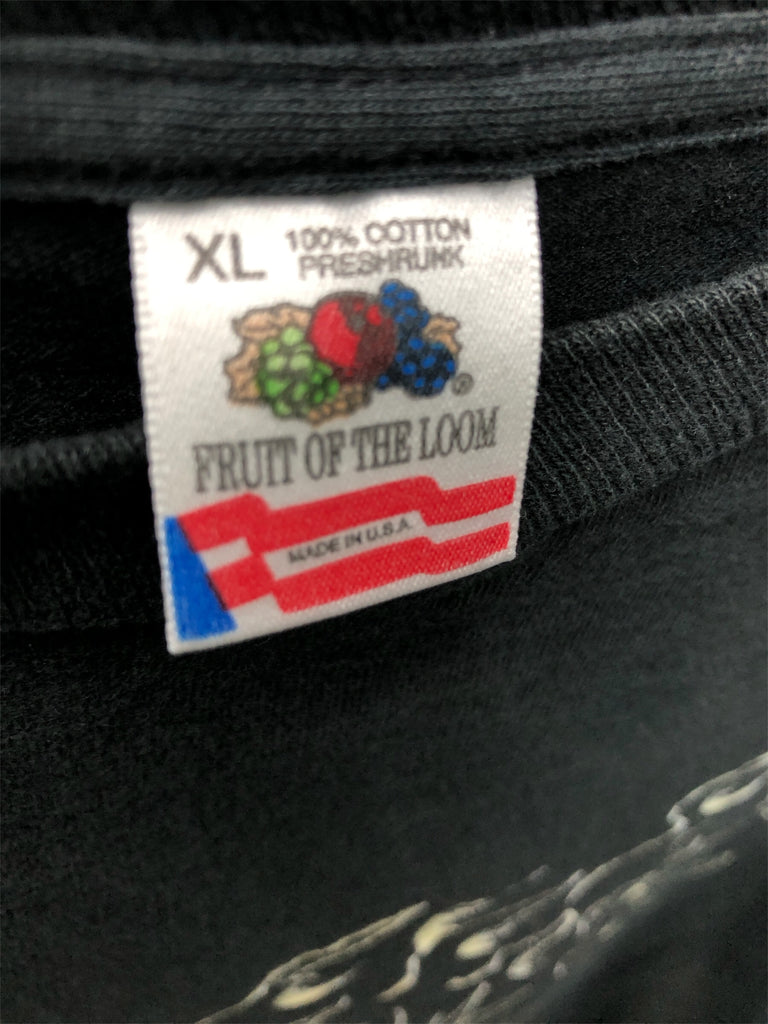 XL
100% COTTON
PRESHRUNK
®
FRUIT OF THE LOOM
MADE IN U.S.A.